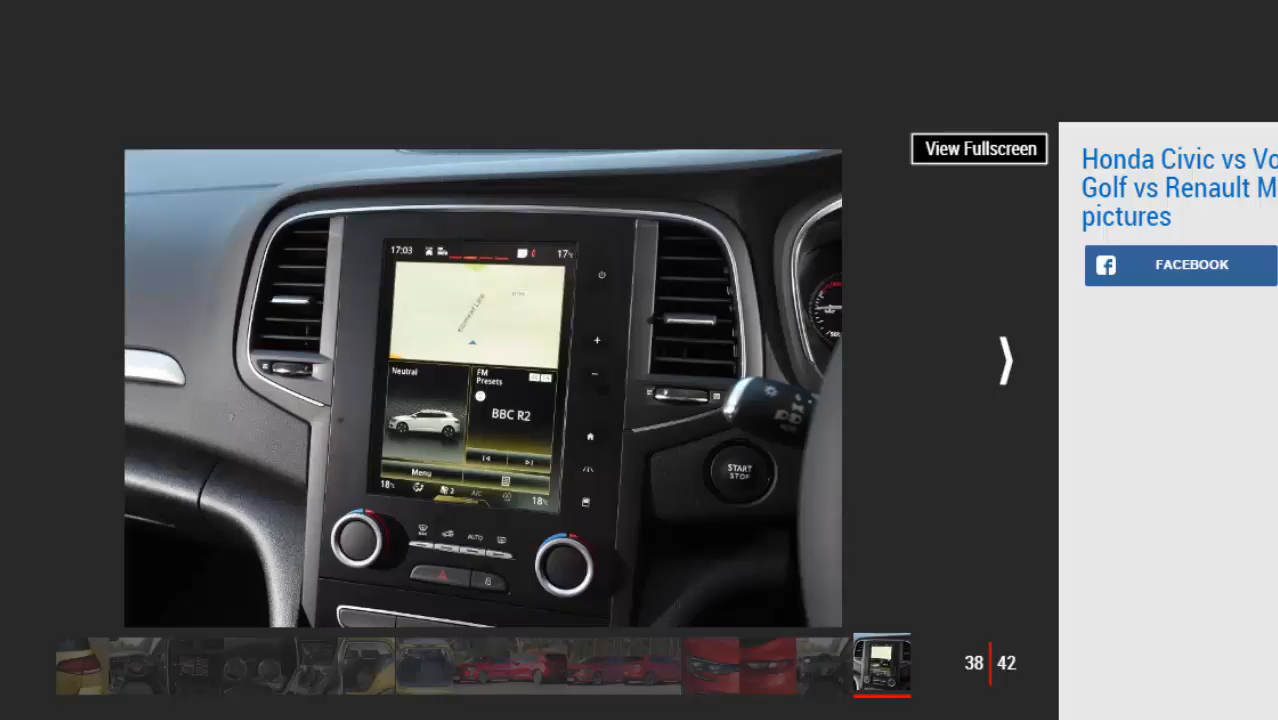 View Fullscreen
Honda Civic vs Vo
Golf vs Renault M
pictures
FACEBOOK
17:03
17°c
Neutral
FM
Presets
BBC R2
Menu
18°c
2
A/C
18°c
AUTO
START
STOP
38 42